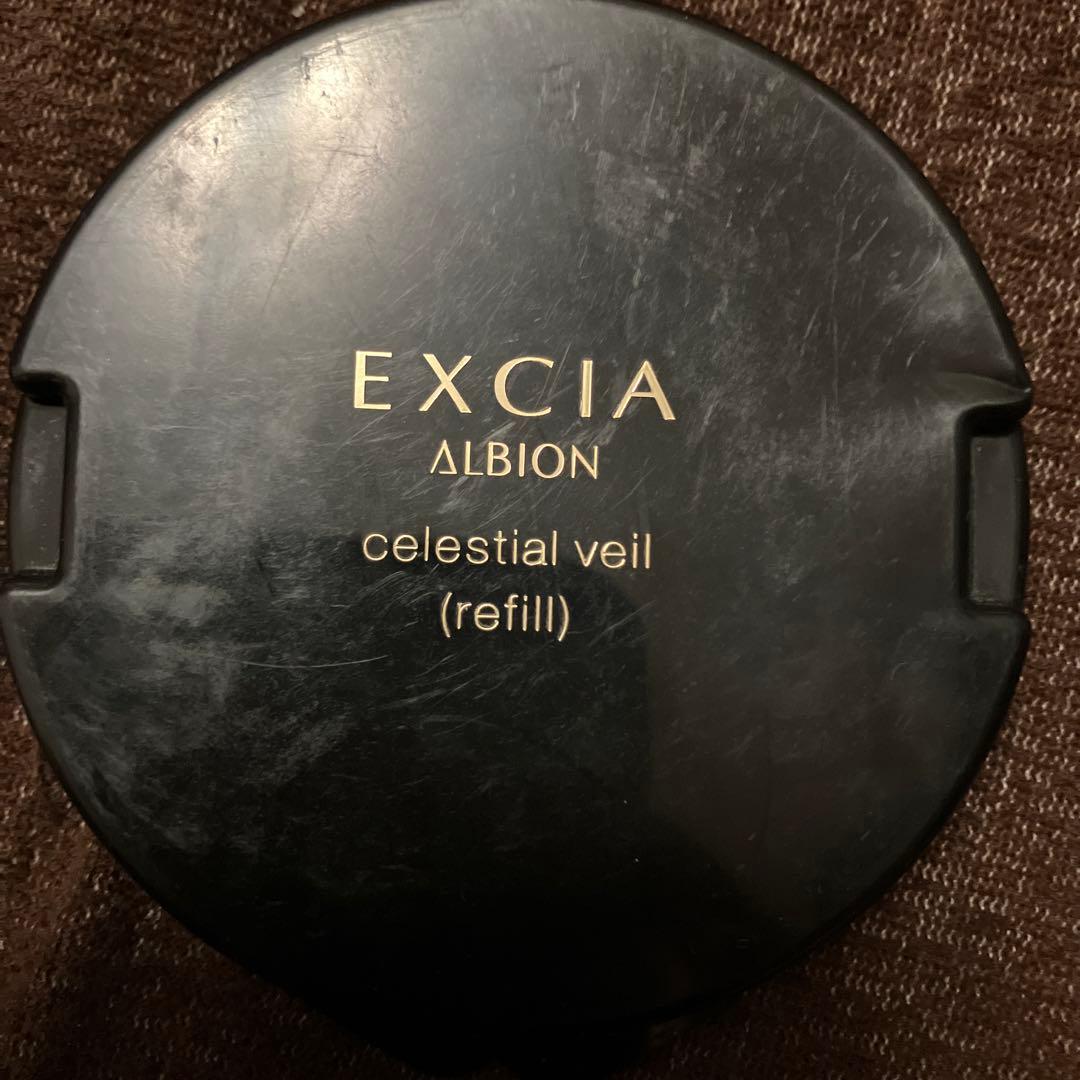 EXCIA
ALBION
celestial veil
(refill)